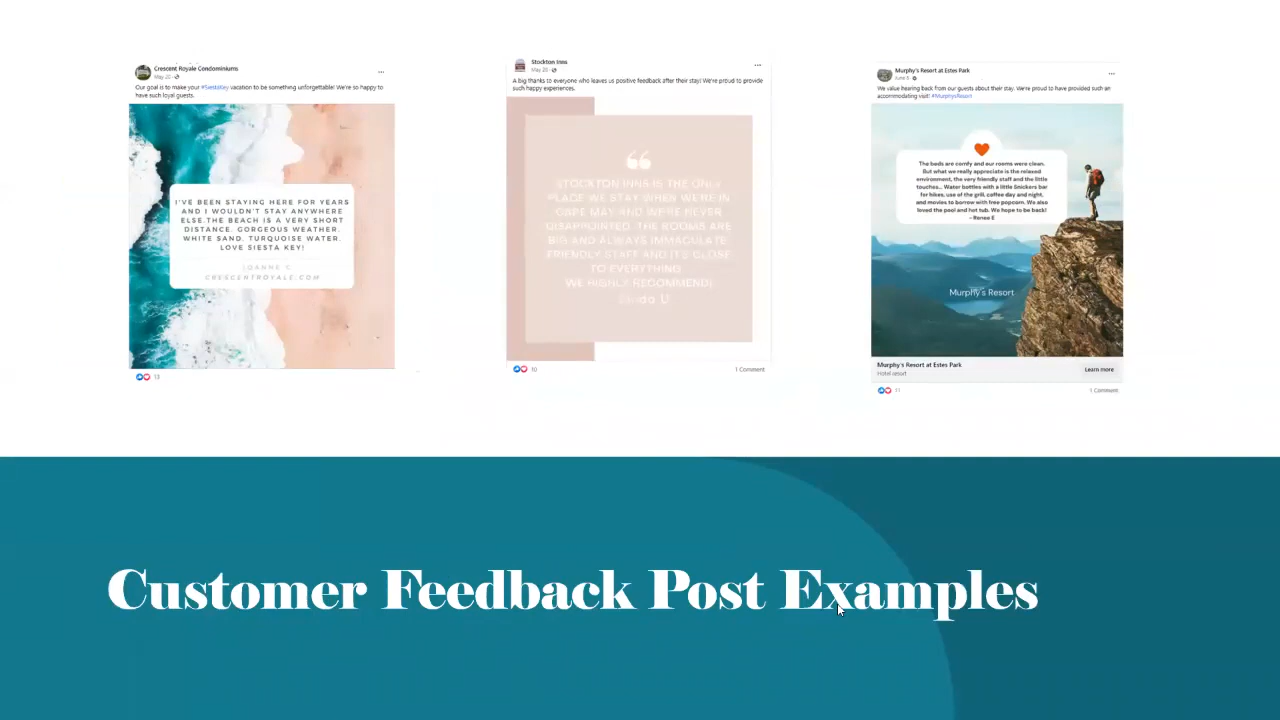 Crescent Royale Condominiums
May 20
Our goal is to make your #SiestaKey vacation to be something unforgettable! We're so happy to
have such loyal guests.
I'VE BEEN STAYING HERE FOR YEARS
AND I WOULDN'T STAY ANYWHERE
ELSE.THE BEACH IS A VERY SHORT
DISTANCE. GORGEOUS WEATHER.
WHITE SAND. TURQUOISE WATER.
LOVE SIESTA KEY!
JOANNE C
CRESCENTROYALE.COM
13
Stockton Inns
A big thanks to everyone who leaves us positive feedback after their stay! We're proud to provide
such happy experiences.
STOCKTON INNS IS THE ONLY
PLACE WE STAY WHEN WE'RE IN
CAPE MAY AND WE'RE NEVER
DISAPPOINTED. THE ROOMS ARE
BIG AND ALWAYS IMMACULATE
FRIENDLY STAFF AND IT'S CLOSE
TO EVERYTHING.
WE HIGHLY RECOMMEND!
10
1 Comment
Murphy's Resort at Estes Park
We value hearing back from our guests about their stay. We're proud to have provided such an
accommodating visit! #MurphysResort
The beds are comfy and our rooms were clean.
But what we really appreciate is the relaxed
environment, the very friendly staff and the little
touches... Water bottles with a little Snickers bar
for hikes, use of the grill, coffee day and night,
and movies to borrow with free popcorn. We also
loved the pool and hot tub. We hope to be back!
- Renee E
Murphy's Resort
Murphy's Resort at Estes Park
Hotel resort
Learn more
1 Comment
Customer Feedback Post Examples